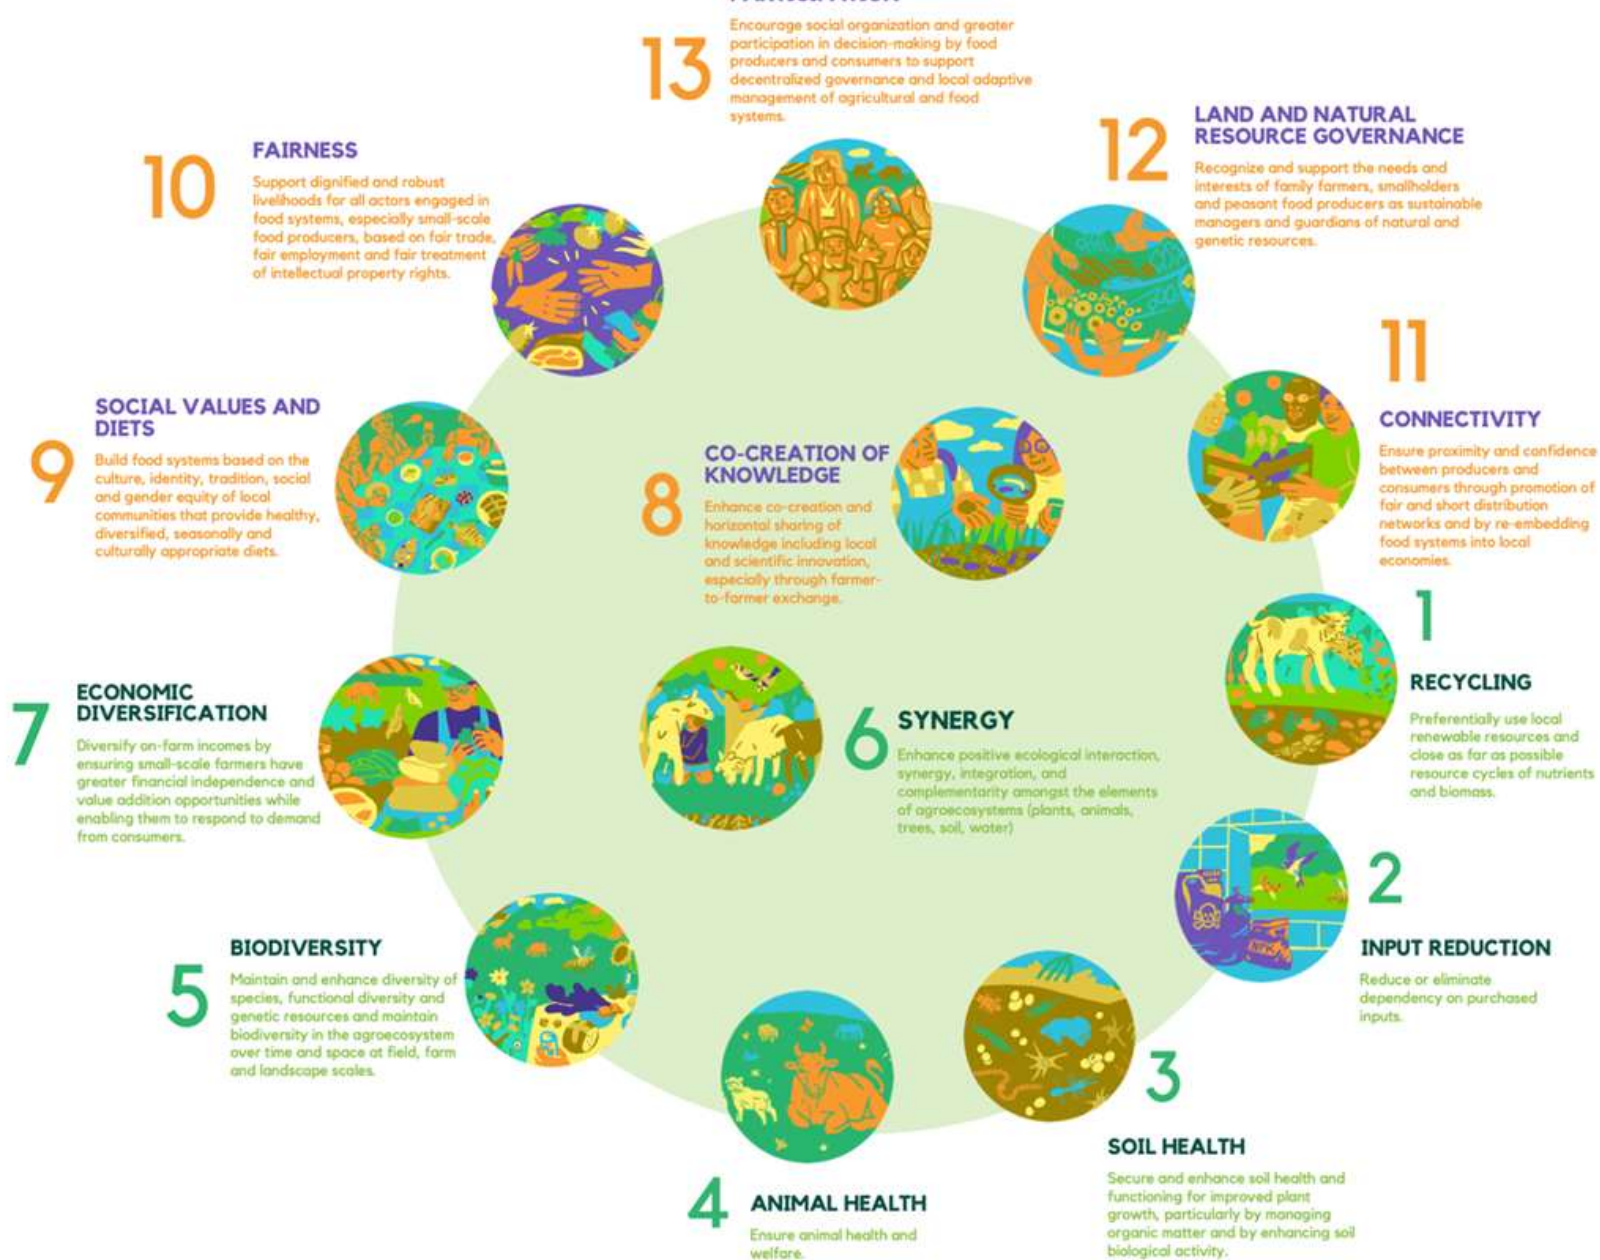 13
Encourage social organization and greater
participation in decision-making by food
producers and consumers to support
decentralized governance and local adaptive
management of agricultural and food
systems.
12
LAND AND NATURAL
RESOURCE GOVERNANCE
Recognize and support the needs and
interests of family farmers, smallholders
and peasant food producers as sustainable
managers and guardians of natural and
genetic resources.
10
FAIRNESS
Support dignified and robust
livelihoods for all actors engaged in
food systems, especially small-scale
food producers, based on fair trade,
fair employment and fair treatment
of intellectual property rights.
11
CONNECTIVITY
Ensure proximity and confidence
between producers and
consumers through promotion of
fair and short distribution
networks and by re-embedding
food systems into local
economies.
9
SOCIAL VALUES AND
DIETS
Build food systems based on the
culture, identity, tradition, social
and gender equity of local
communities that provide healthy,
diversified, seasonally and
culturally appropriate diets.
8
CO-CREATION OF
KNOWLEDGE
Enhance co-creation and
horizontal sharing of
knowledge including local
and scientific innovation,
especially through farmer-
to-farmer exchange.
1
RECYCLING
Preferentially use local
renewable resources and
close as far as possible
resource cycles of nutrients
and biomass.
7
ECONOMIC
DIVERSIFICATION
Diversify on-farm incomes by
ensuring small-scale farmers have
greater financial independence and
value addition opportunities while
enabling them to respond to demand
from consumers.
6
SYNERGY
Enhance positive ecological interaction,
synergy, integration, and
complementarity amongst the elements
of agroecosystems (plants, animals,
trees, soil, water)
2
INPUT REDUCTION
Reduce or eliminate
dependency on purchased
inputs.
NPK
5
BIODIVERSITY
Maintain and enhance diversity of
species, functional diversity and
genetic resources and maintain
biodiversity in the agroecosystem
over time and space at field, farm
and landscape scales.
3
SOIL HEALTH
Secure and enhance soil health and
functioning for improved plant
growth, particularly by managing
organic matter and by enhancing soil
biological activity.
4
ANIMAL HEALTH
Ensure animal health and
welfare.